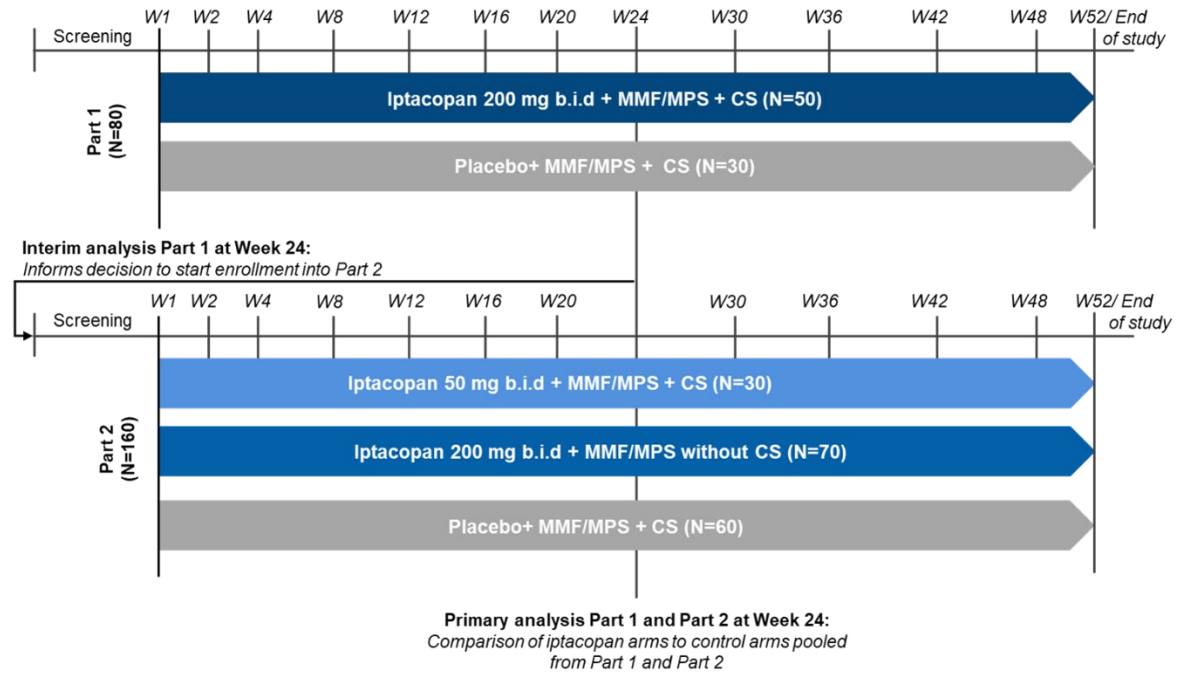 W1 W2 W4 W8 W12 W16 W20 W24 W30 W36 W42 W48 W52/ End
of study
Screening
Part 1
(N=80)
Iptacopan 200 mg b.i.d + MMF/MPS + CS (N=50)
Placebo+ MMF/MPS + CS (N=30)
Interim analysis Part 1 at Week 24:
Informs decision to start enrollment into Part 2
W1 W2 W4 W8 W12 W16 W20 W30 W36 W42 W48 W52/ End
of study
Screening
Part 2
(N=160)
Iptacopan 50 mg b.i.d + MMF/MPS + CS (N=30)
Iptacopan 200 mg b.i.d + MMF/MPS without CS (N=70)
Placebo+ MMF/MPS + CS (N=60)
Primary analysis Part 1 and Part 2 at Week 24:
Comparison of iptacopan arms to control arms pooled
from Part 1 and Part 2